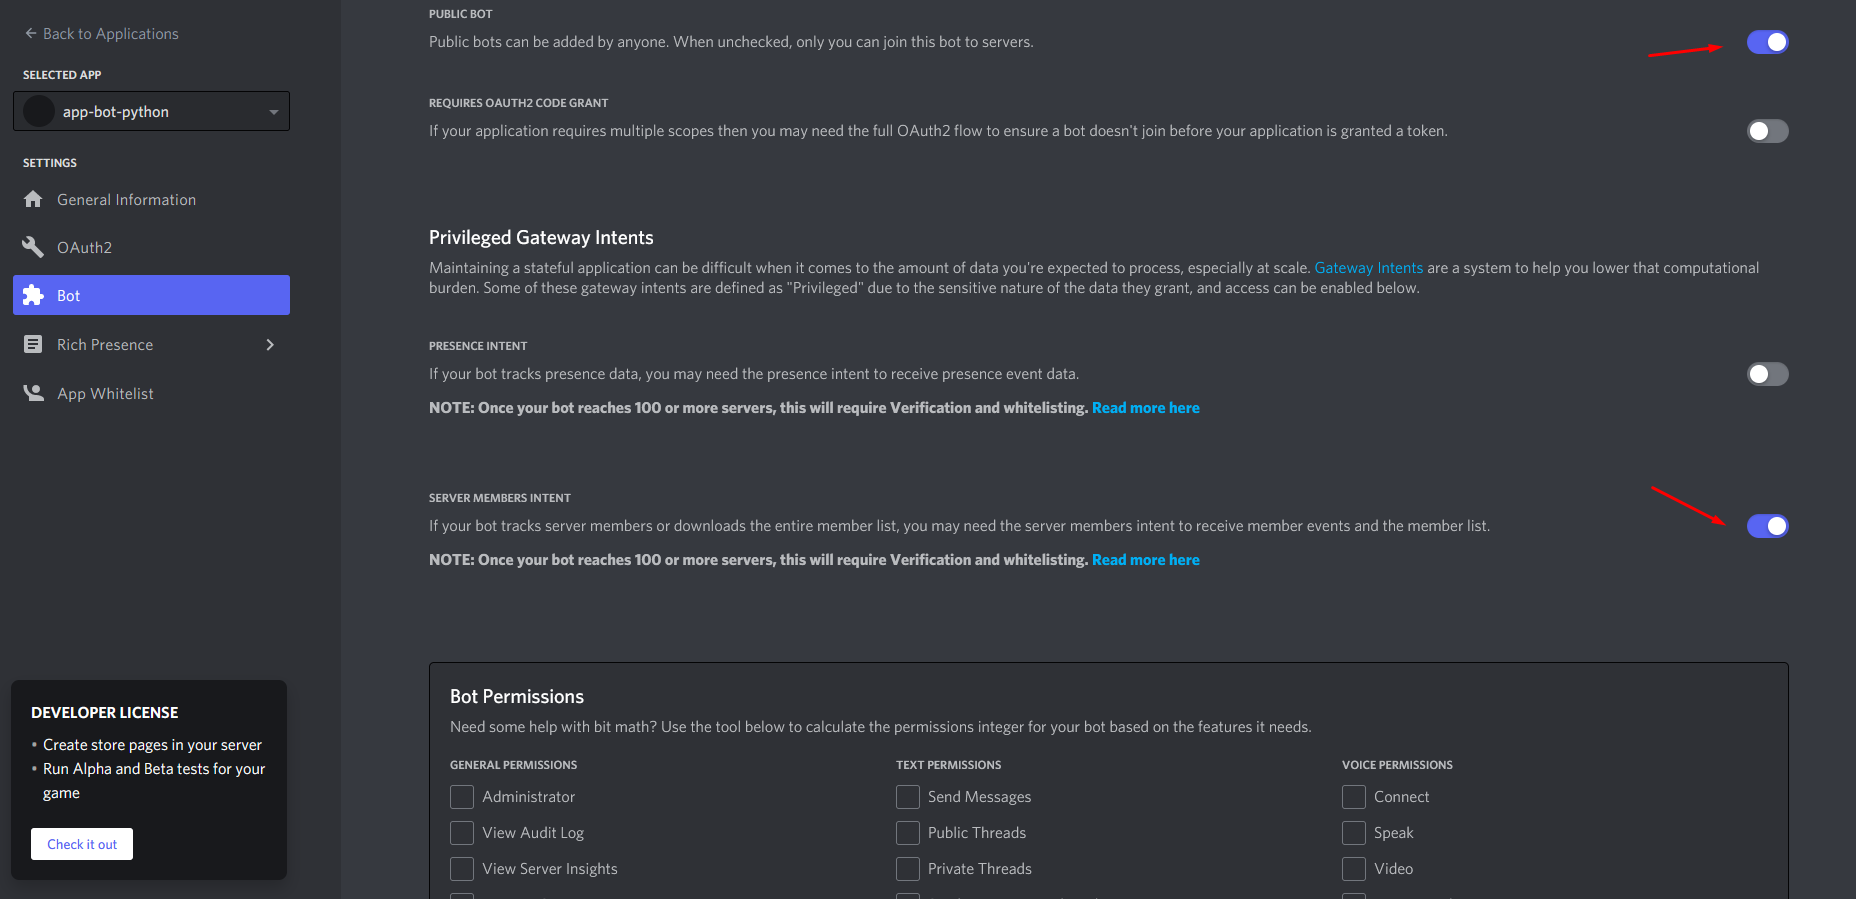 Back to Applications
SELECTED APP
app-bot-python
SETTINGS
General Information
OAuth2
Bot
Rich Presence
App Whitelist
DEVELOPER LICENSE
• Create store pages in your server
• Run Alpha and Beta tests for your
game
Check it out
PUBLIC BOT
Public bots can be added by anyone. When unchecked, only you can join this bot to servers.
REQUIRES OAUTH2 CODE GRANT
If your application requires multiple scopes then you may need the full OAuth2 flow to ensure a bot doesn't join before your application is granted a token.
Privileged Gateway Intents
Maintaining a stateful application can be difficult when it comes to the amount of data you're expected to process, especially at scale. Gateway Intents are a system to help you lower that computational
burden. Some of these gateway intents are defined as "Privileged" due to the sensitive nature of the data they grant, and access can be enabled below.
PRESENCE INTENT
If your bot tracks presence data, you may need the presence intent to receive presence event data.
NOTE: Once your bot reaches 100 or more servers, this will require Verification and whitelisting. Read more here
SERVER MEMBERS INTENT
If your bot tracks server members or downloads the entire member list, you may need the server members intent to receive member events and the member list.
NOTE: Once your bot reaches 100 or more servers, this will require Verification and whitelisting. Read more here
Bot Permissions
Need some help with bit math? Use the tool below to calculate the permissions integer for your bot based on the features it needs.
GENERAL PERMISSIONS
Administrator
View Audit Log
View Server Insights
TEXT PERMISSIONS
Send Messages
Public Threads
Private Threads
VOICE PERMISSIONS
Connect
Speak
Video